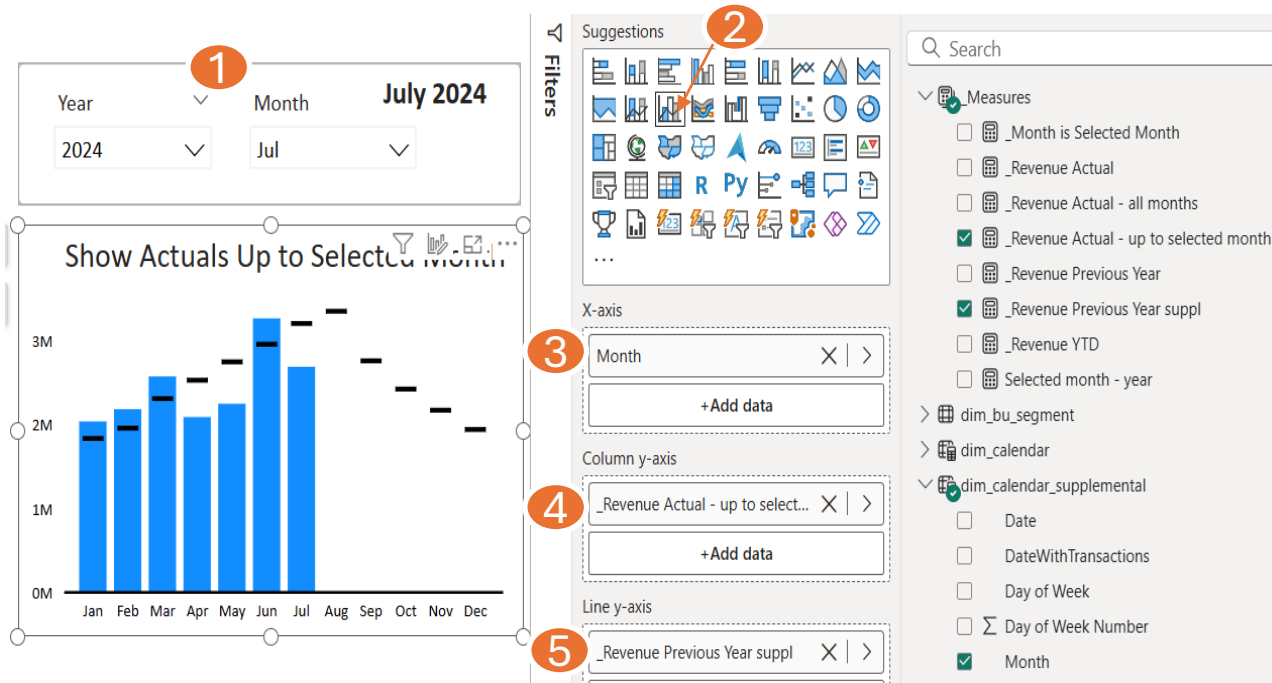 1
Year
Month
July 2024
2024
Jul
Show Actuals Up to Selected Month
3M
2M
1M
0M
Jan Feb Mar Apr May Jun Jul Aug Sep Oct Nov Dec
Filters
Suggestions
2
123
R
Py
123
...
X-axis
3
Month
+Add data
Column y-axis
4
_Revenue Actual - up to select...
+Add data
Line y-axis
5
_Revenue Previous Year suppl
Search
_Measures
_Month is Selected Month
_Revenue Actual
_Revenue Actual - all months
_Revenue Actual - up to selected month
_Revenue Previous Year
_Revenue Previous Year suppl
_Revenue YTD
Selected month - year
dim_bu_segment
dim_calendar
dim_calendar_supplemental
Date
DateWithTransactions
Day of Week
Day of Week Number
Month